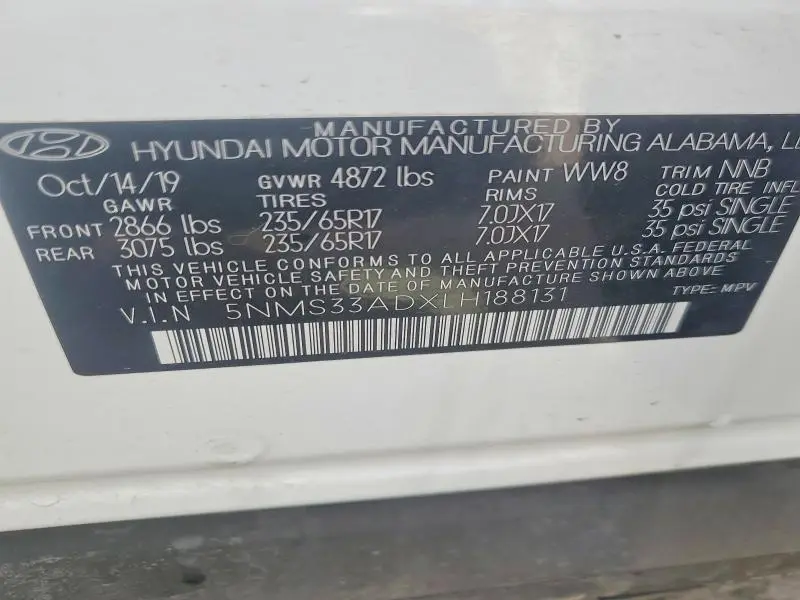 MANUFACTURED BY
HYUNDAI MOTOR MANUFACTURING ALABAMA,
Oct/14/19 GVWR 4872 lbs PAINT WW8 TRIM NNB
GAWR TIRES RIMS COLD TIRE INFL
FRONT 2866 lbs 235/65R17 7.0JX17 35 psi SINGLE
REAR 3075 lbs 235/65R17 7.0JX17 35 psi SINGLE
THIS VEHICLE CONFORMS TO ALL APPLICABLE U.S.A. FEDERAL
MOTOR VEHICLE SAFETY AND THEFT PREVENTION STANDARDS
IN EFFECT ON THE DATE OF MANUFACTURE SHOWN ABOVE
V.I.N 5NMS33ADXLH188131 TYPE: MPV